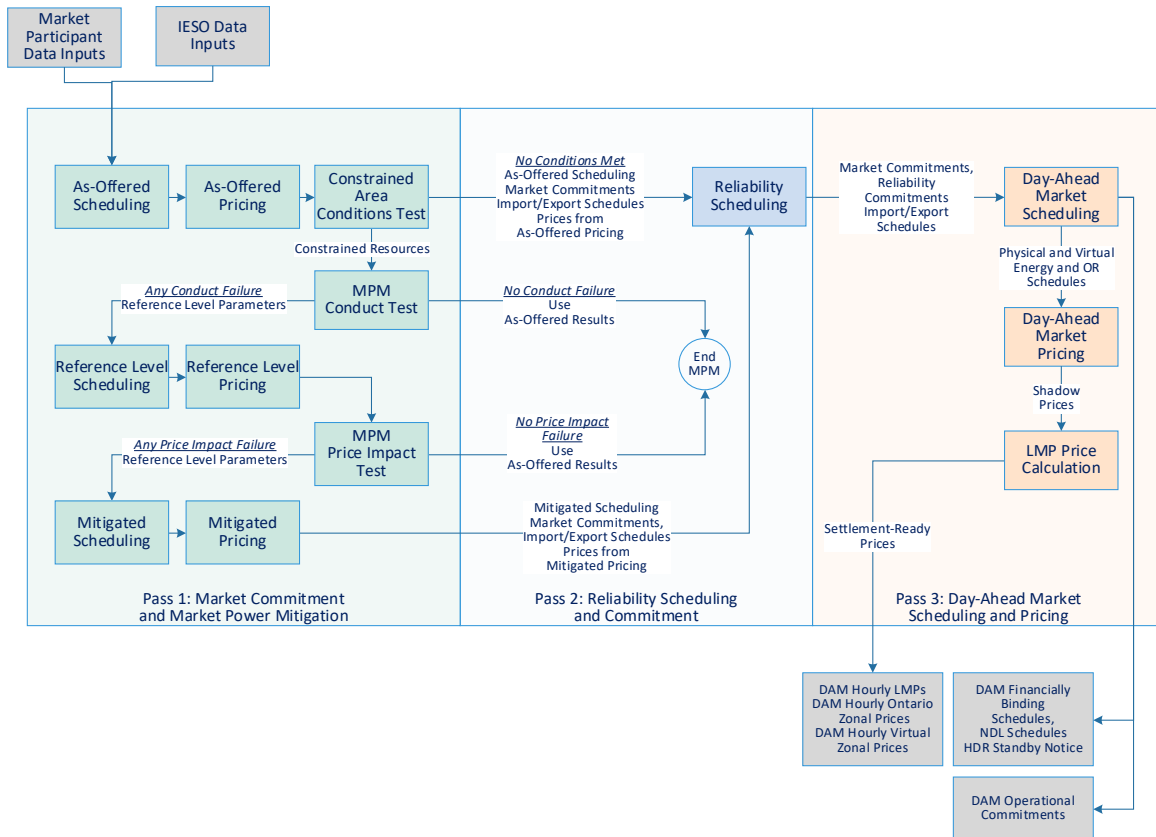 Market
Participant
Data Inputs
IESO Data
Inputs
As-Offered
Scheduling
As-Offered
Pricing
Constrained
Area
Conditions Test
No Conditions Met
As-Offered Scheduling
Market Commitments
Import/Export Schedules
Prices from
As-Offered Pricing
Reliability
Scheduling
Market Commitments,
Reliability
Commitments
Import/Export
Schedules
Day-Ahead
Market
Scheduling
Constrained Resources
Physical and Virtual
Energy and OR
Schedules
Any Conduct Failure
Reference Level Parameters
MPM
Conduct Test
No Conduct Failure
Use
As-Offered Results
Day-Ahead
Market
Pricing
Reference Level
Scheduling
Reference Level
Pricing
End
MPM
Shadow
Prices
Any Price Impact Failure
Reference Level Parameters
MPM
Price Impact
Test
No Price Impact
Failure
Use
As-Offered Results
LMP Price
Calculation
Mitigated
Scheduling
Mitigated
Pricing
Mitigated Scheduling
Market Commitments,
Import/Export Schedules
Prices from
Mitigated Pricing
Settlement-Ready
Prices
Pass 1: Market Commitment
and Market Power Mitigation
Pass 2: Reliability Scheduling
and Commitment
Pass 3: Day-Ahead Market
Scheduling and Pricing
DAM Hourly LMPs
DAM Hourly Ontario
Zonal Prices
DAM Hourly Virtual
Zonal Prices
DAM Financially
Binding
Schedules,
NDL Schedules
HDR Standby Notice
DAM Operational
Commitments